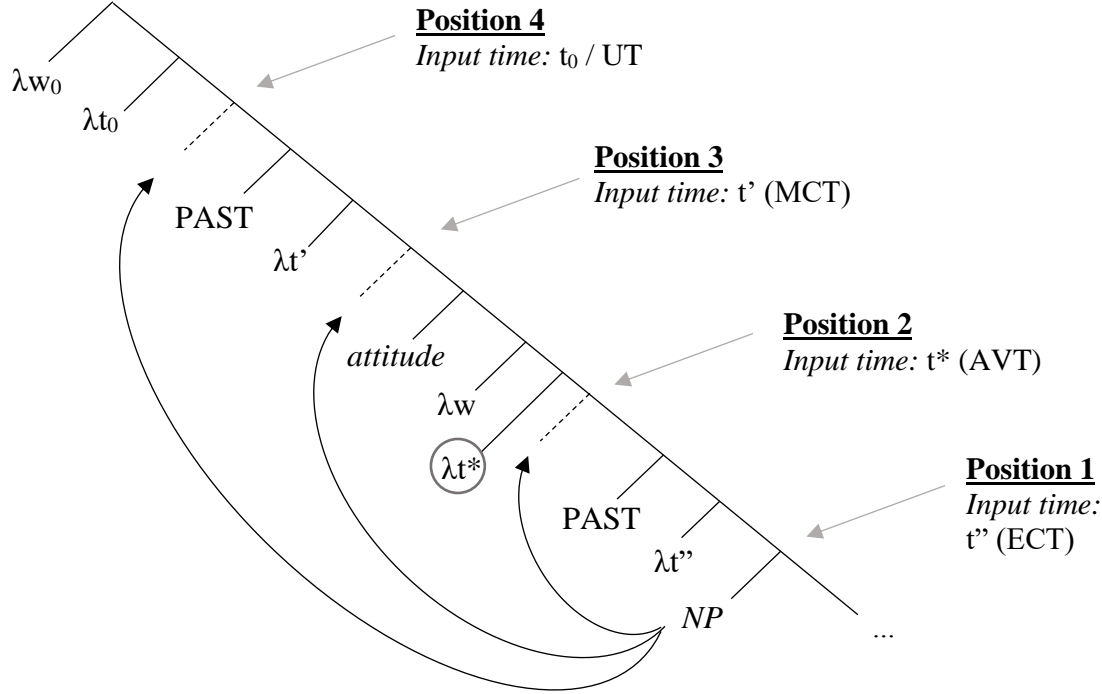 Position 4
Input time: t₀ / UT
λw₀
λt₀
Position 3
Input time: t’ (MCT)
PAST
λt’
Position 2
Input time: t* (AVT)
attitude
λw
λt*
Position 1
Input time:
t” (ECT)
PAST
λt”
NP
...